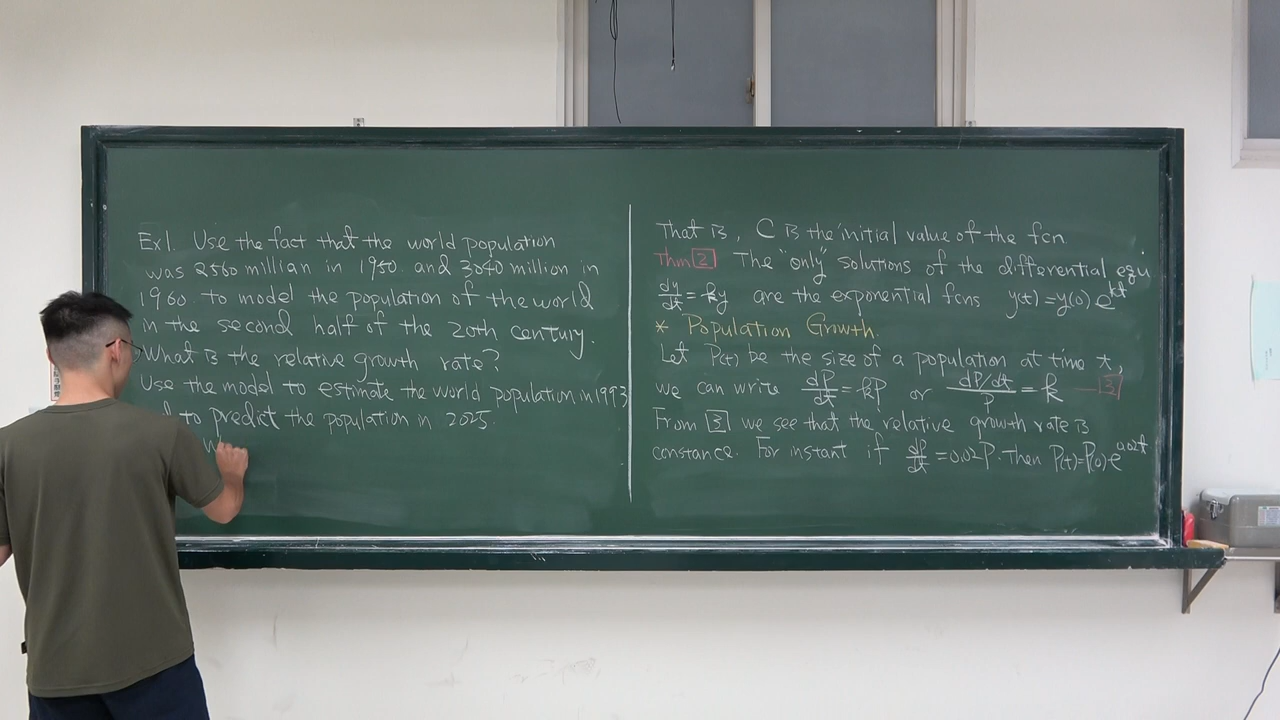 Ex1. Use the fact that the world population
was 2560 million in 1950. and 3040 million in
1960. to model the population of the world
in the second half of the 20th century.
What is the relative growth rate?
Use the model to estimate the world population in 1993
to predict the population in 2025.
That is, C is the initial value of the fcn
Thm 2 The "only" solutions of the differential equ
dy/dt = ky are the exponential fcns y(t) = y(0) e^kt
* Population Growth.
Let P(t) be the size of a population at time t,
we can write dP/dt = kP or (dP/dt)/P = k — 3
From 3 we see that the relative growth rate is
constance. For instant if dP/dt = 0.02P. Then P(t) = P(0)·e^0.02t